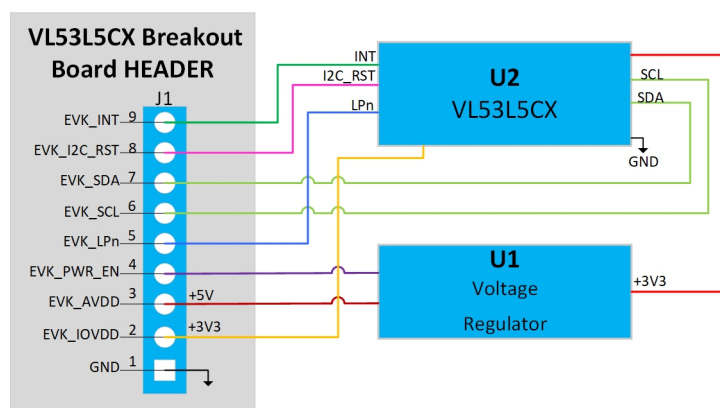 VL53L5CX Breakout
Board HEADER
J1
EVK_INT 9
EVK_I2C_RST 8
EVK_SDA 7
EVK_SCL 6
EVK_LPn 5
EVK_PWR_EN 4
EVK_AVDD 3 +5V
EVK_IOVDD 2 +3V3
GND 1
INT
I2C_RST
LPn
U2
VL53L5CX
SCL
SDA
GND
U1
Voltage
Regulator
+3V3